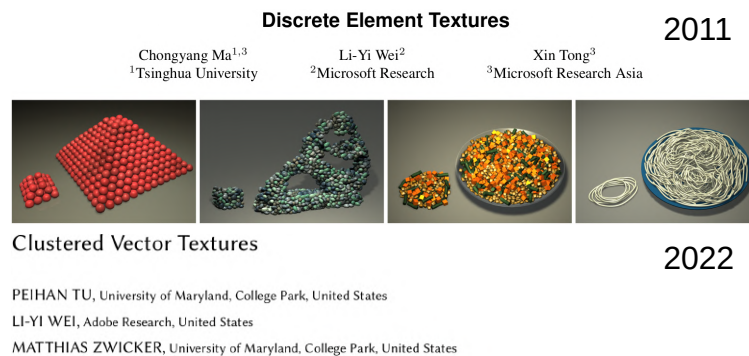 Discrete Element Textures
2011
Chongyang Ma1,3 Li-Yi Wei2 Xin Tong3
1Tsinghua University 2Microsoft Research 3Microsoft Research Asia
Clustered Vector Textures
2022
PEIHAN TU, University of Maryland, College Park, United States
LI-YI WEI, Adobe Research, United States
MATTHIAS ZWICKER, University of Maryland, College Park, United States